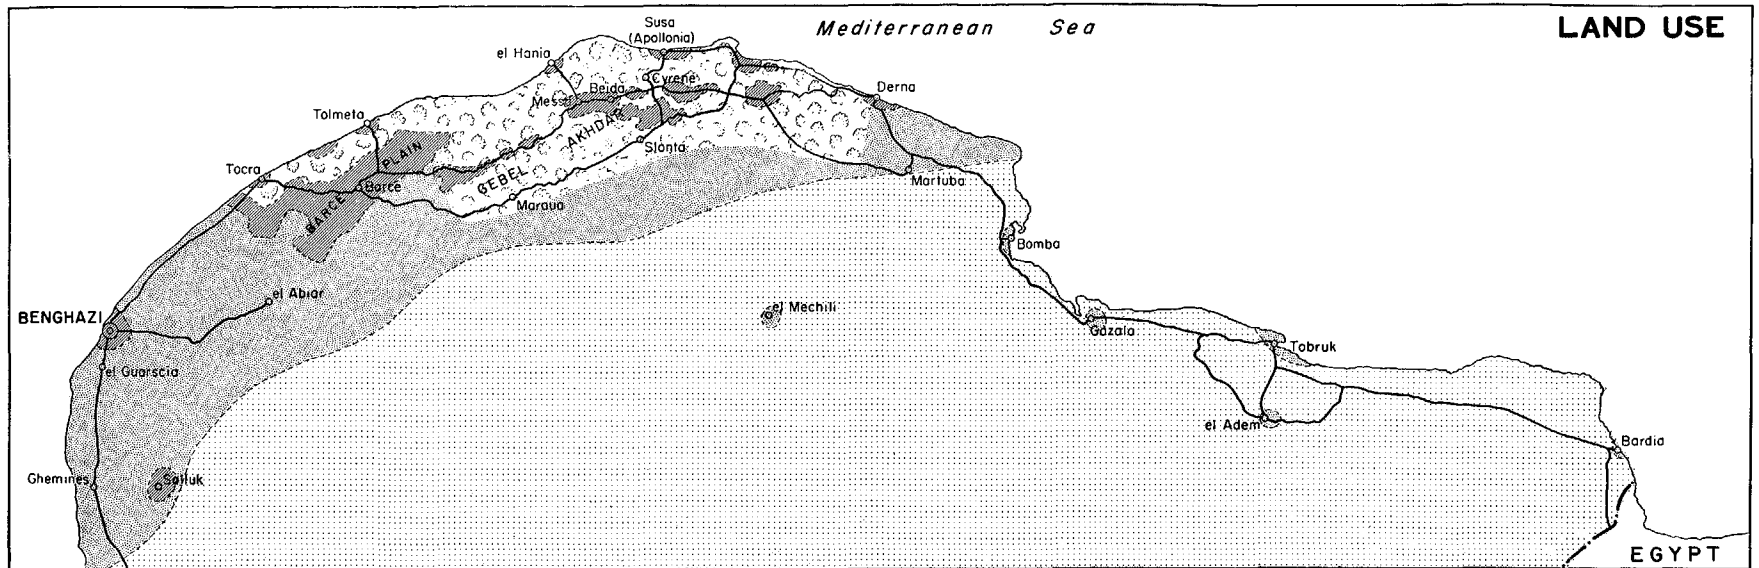 Mediterranean Sea
LAND USE
Susa
(Apollonia)
el Hania
Cyrene
Beida
Messa
Derna
Tolmeta
GEBEL AKHDAR
Slonta
BARCE PLAIN
Tocra
Barce
Maraua
Martuba
Bomba
el Abiar
el Mechili
BENGHAZI
Gazala
Tobruk
el Guarscia
el Adem
Bardia
Ghemines
Solluk
EGYPT